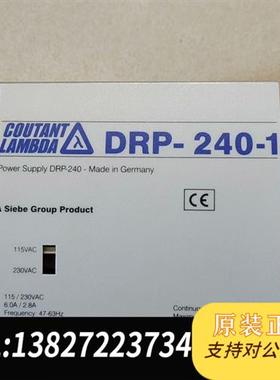 COUTANT
LAMBDA
DRP- 240-1
Power Supply DRP-240 - Made in Germany
A Siebe Group Product
CE
115VAC
230VAC
115 / 230VAC
6.0A / 2.8A
Frequency: 47-63Hz
原装正
支持对公
:13827223734